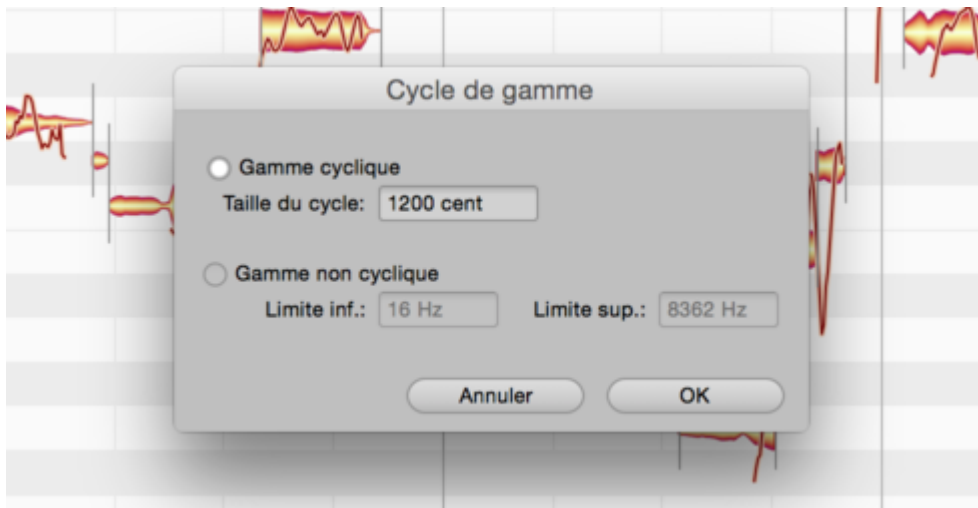 Cycle de gamme
Gamme cyclique
Taille du cycle: 1200 cent
Gamme non cyclique
Limite inf.: 16 Hz Limite sup.: 8362 Hz
Annuler OK